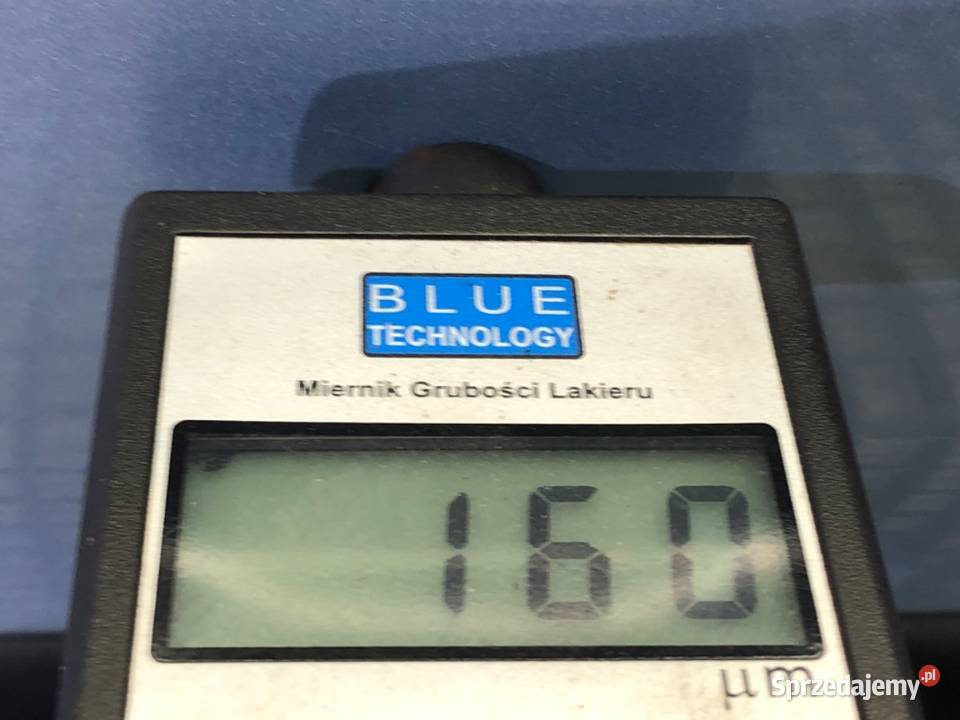 BLUE
TECHNOLOGY
Miernik Grubości Lakieru
160
μm
Sprzedajemy.pl